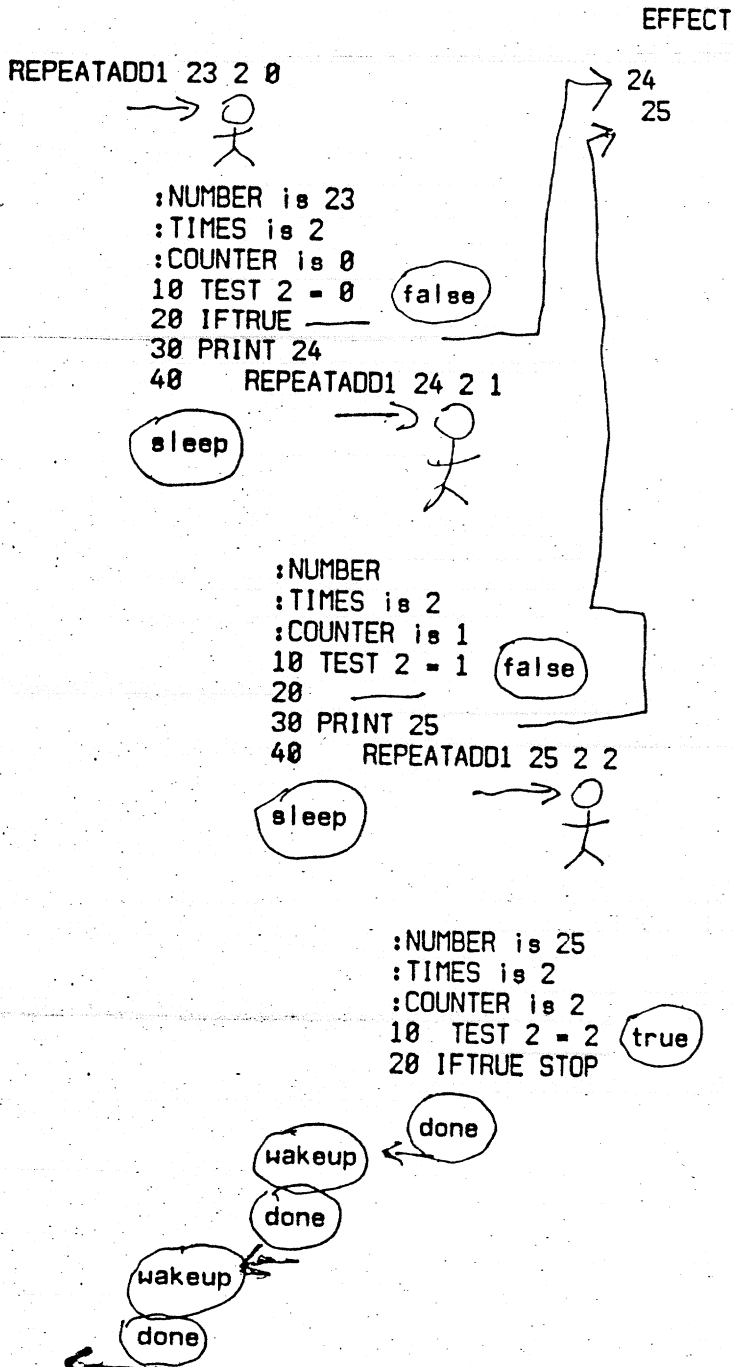 EFFECT
REPEATADD1 23 2 0
24
25
:NUMBER is 23
:TIMES is 2
:COUNTER is 0
10 TEST 2 = 0 false
20 IFTRUE
30 PRINT 24
40 REPEATADD1 24 2 1
sleep
:NUMBER
:TIMES is 2
:COUNTER is 1
10 TEST 2 = 1 false
20
30 PRINT 25
40 REPEATADD1 25 2 2
sleep
:NUMBER is 25
:TIMES is 2
:COUNTER is 2
10 TEST 2 = 2 true
20 IFTRUE STOP
done
wakeup
done
wakeup
done